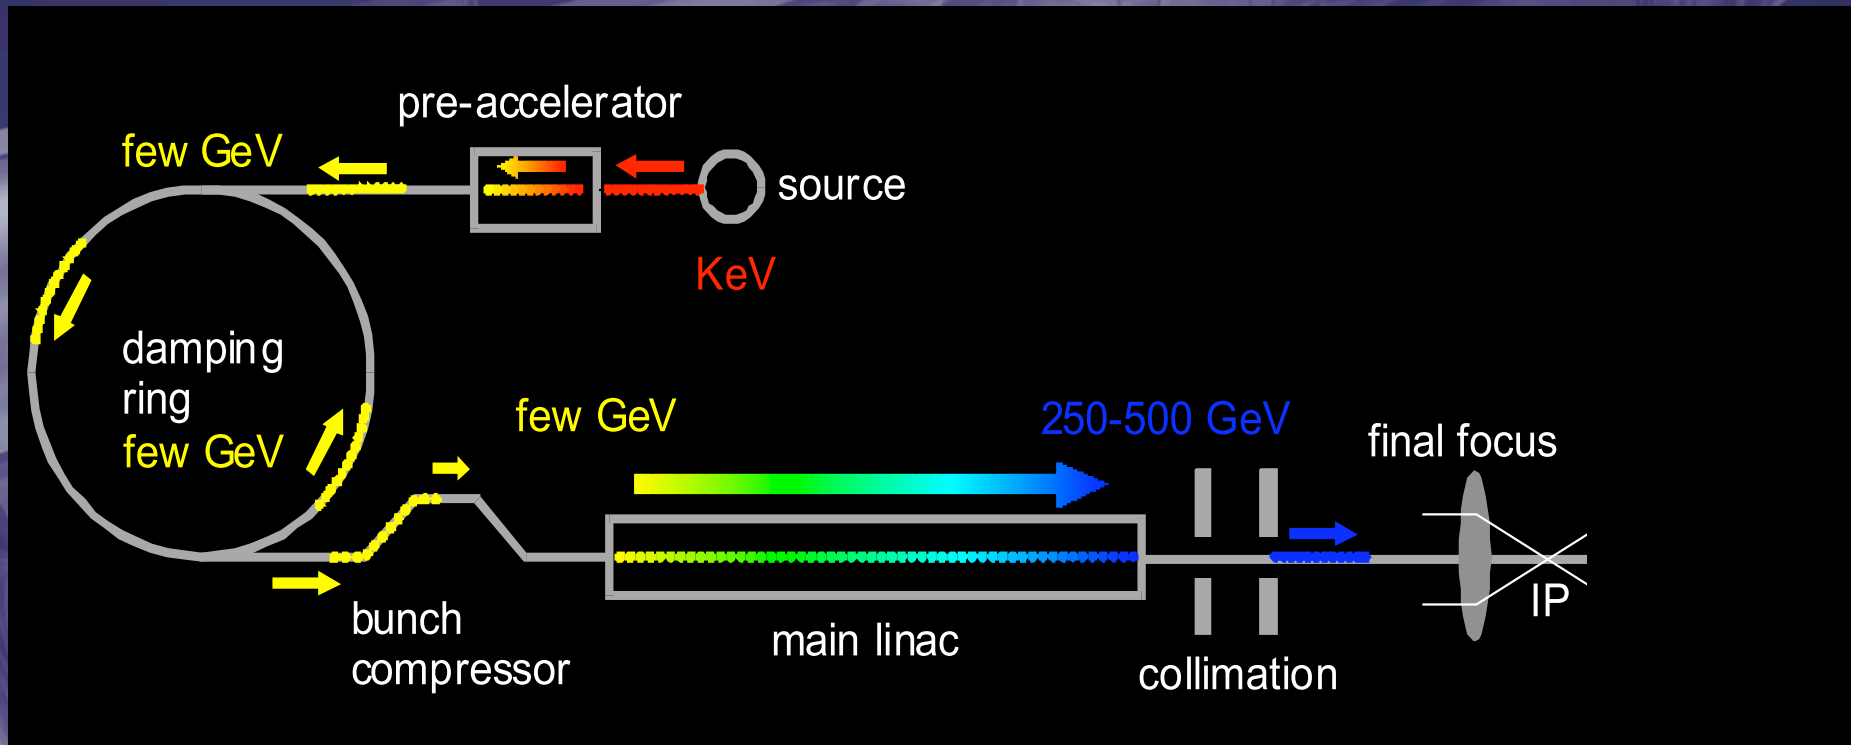 pre-accelerator
few GeV
source
KeV
damping
ring
few GeV
few GeV
250-500 GeV
final focus
bunch
compressor
main linac
collimation
IP